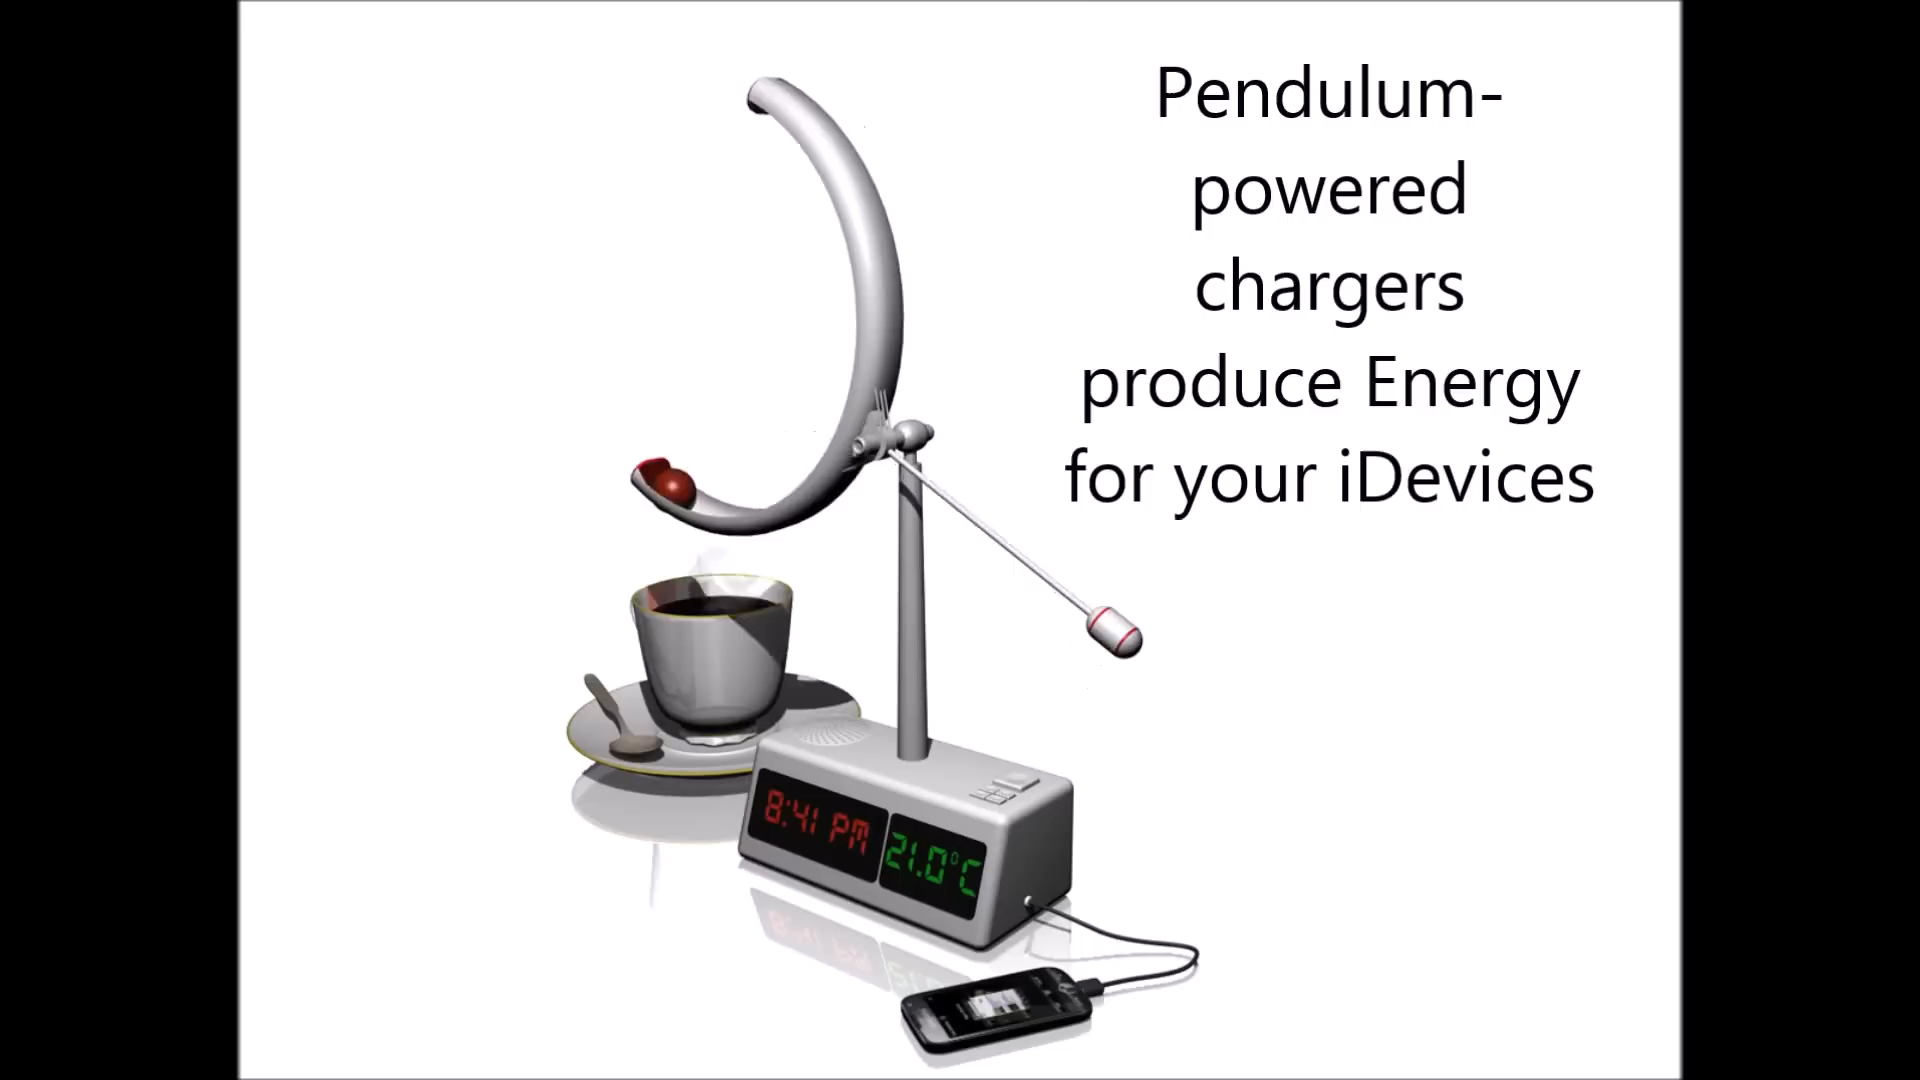 Pendulum-
powered
chargers
produce Energy
for your iDevices
8:41 PM
21.0°C